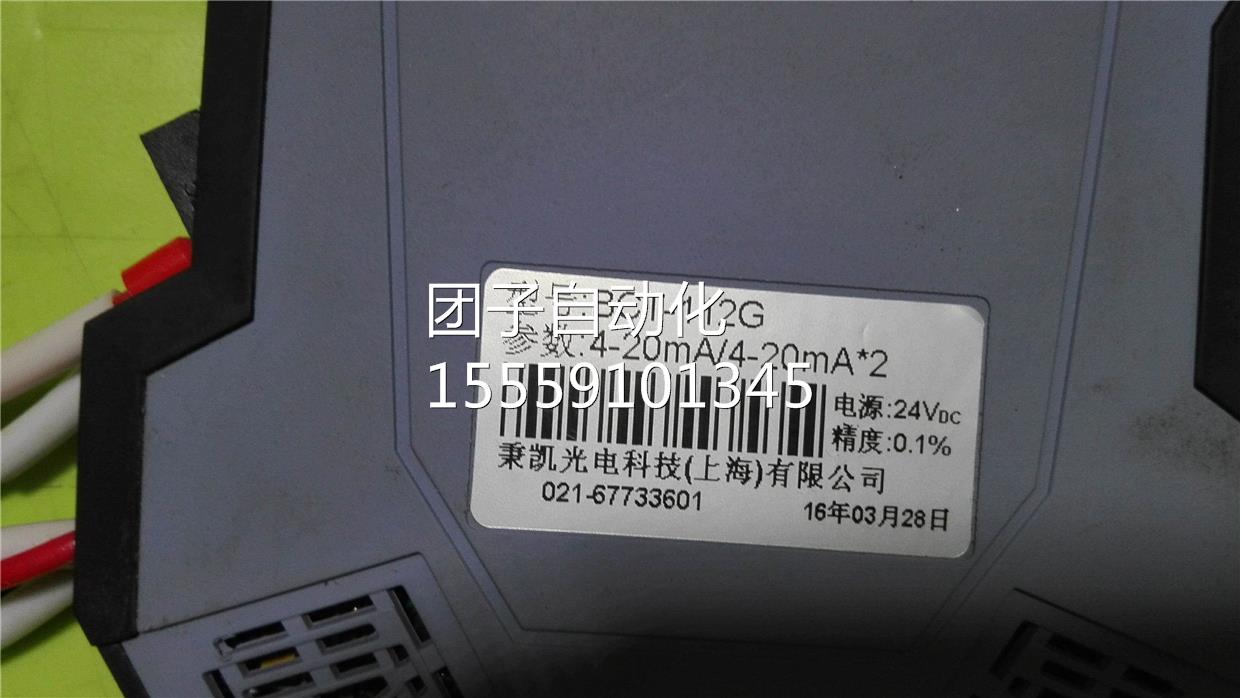 型号:
团子自动化
参数:4-20mA/4-20mA*2
15559101345
电源:24VDC
精度:0.1%
秉凯光电科技(上海)有限公司
021-67733601
16年03月28日